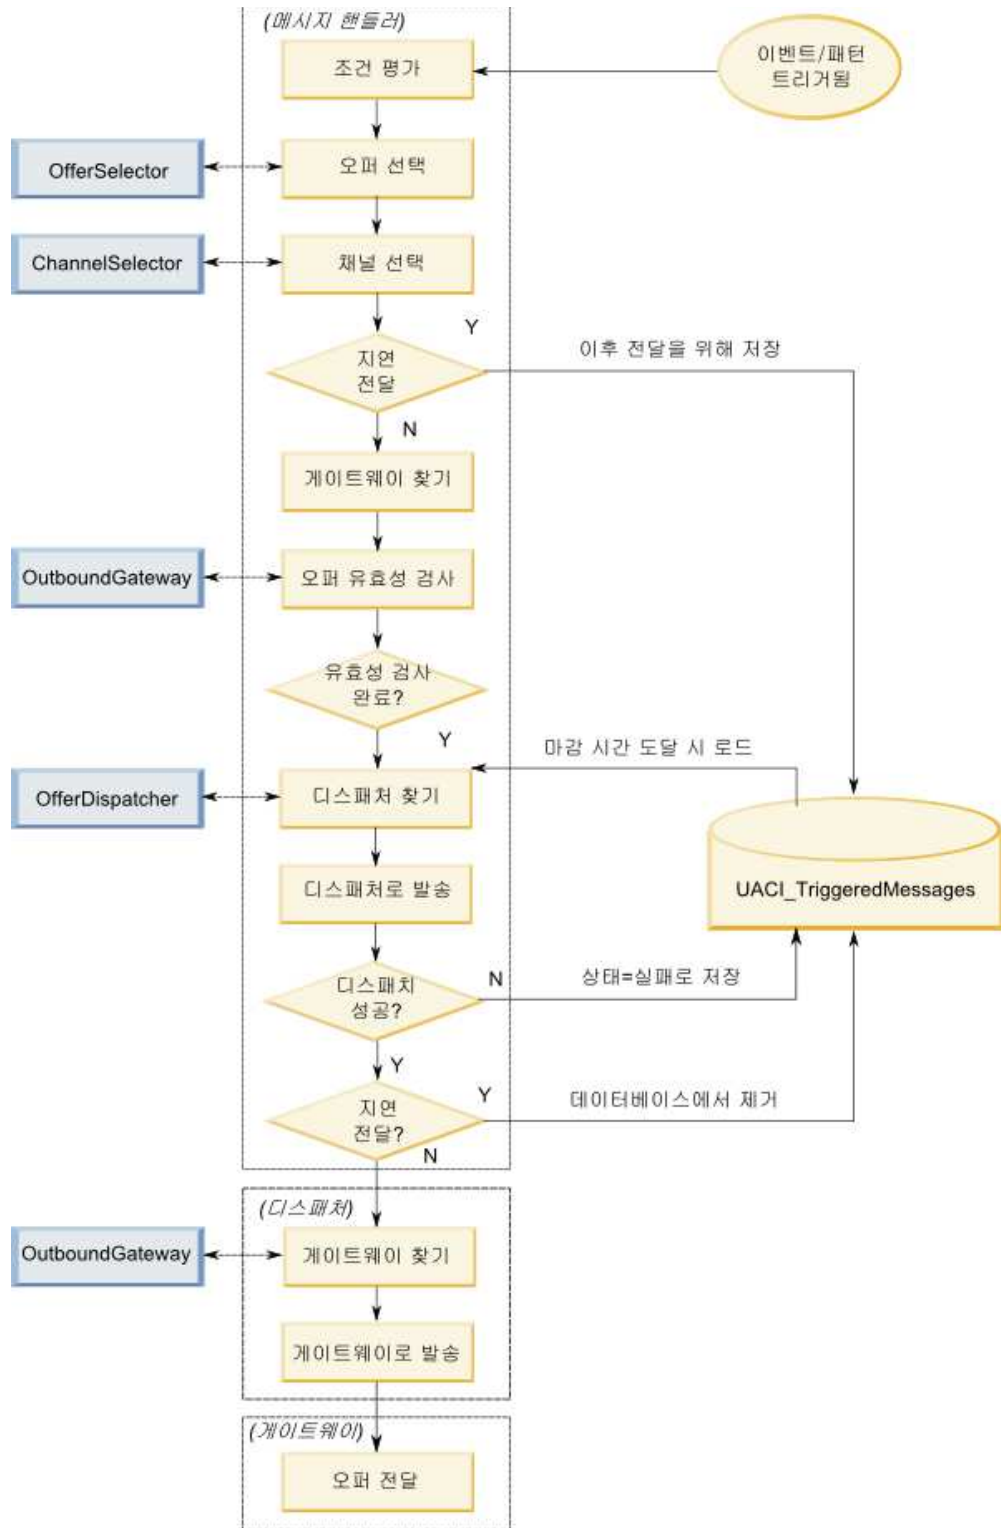 (메시지 핸들러)
조건 평가
이벤트/패턴
트리거됨
OfferSelector
오퍼 선택
ChannelSelector
채널 선택
Y
지연
전달
이후 전달을 위해 저장
N
게이트웨이 찾기
OutboundGateway
오퍼 유효성 검사
유효성 검사
완료?
Y
마감 시간 도달 시 로드
OfferDispatcher
디스패처 찾기
디스패처로 발송
UACI_TriggeredMessages
디스패치
성공?
N
상태=실패로 저장
Y
지연
전달?
Y
데이터베이스에서 제거
N
(디스패처)
OutboundGateway
게이트웨이 찾기
게이트웨이로 발송
(게이트웨이)
오퍼 전달